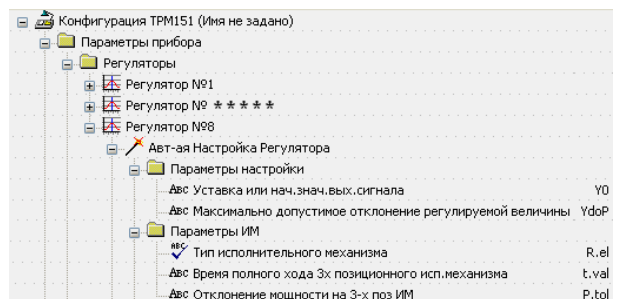 Конфигурация ТРМ151 (Имя не задано)
Параметры прибора
Регуляторы
Регулятор №1
Регулятор № *****
Регулятор №8
Авт-ая Настройка Регулятора
Параметры настройки
Авс Уставка или нач.знач.вых.сигнала Y0
Авс Максимально допустимое отклонение регулируемой величины YdoP
Параметры ИМ
ABC Тип исполнительного механизма R.el
Авс Время полного хода 3х позиционного исп.механизма t.val
Авс Отклонение мощности на 3-х поз ИМ P.tol